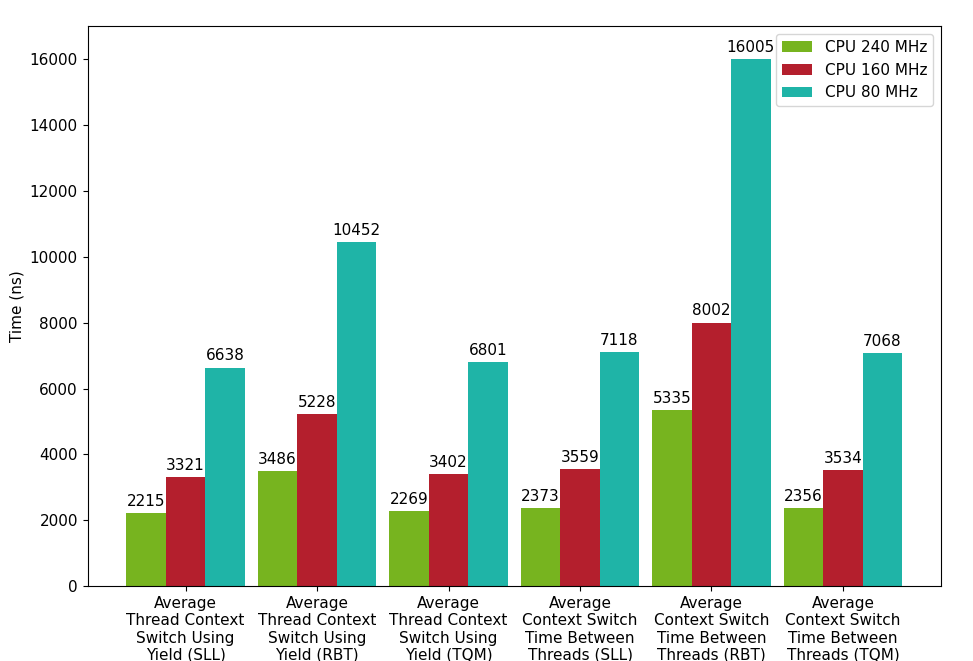 16000
14000
12000
10000
8000
6000
4000
2000
0
Time (ns)
CPU 240 MHz
CPU 160 MHz
CPU 80 MHz
2215
3321
6638
3486
5228
10452
2269
3402
6801
2373
3559
7118
5335
8002
16005
2356
3534
7068
Average
Thread Context
Switch Using
Yield (SLL)
Average
Thread Context
Switch Using
Yield (RBT)
Average
Thread Context
Switch Using
Yield (TQM)
Average
Context Switch
Time Between
Threads (SLL)
Average
Context Switch
Time Between
Threads (RBT)
Average
Context Switch
Time Between
Threads (TQM)